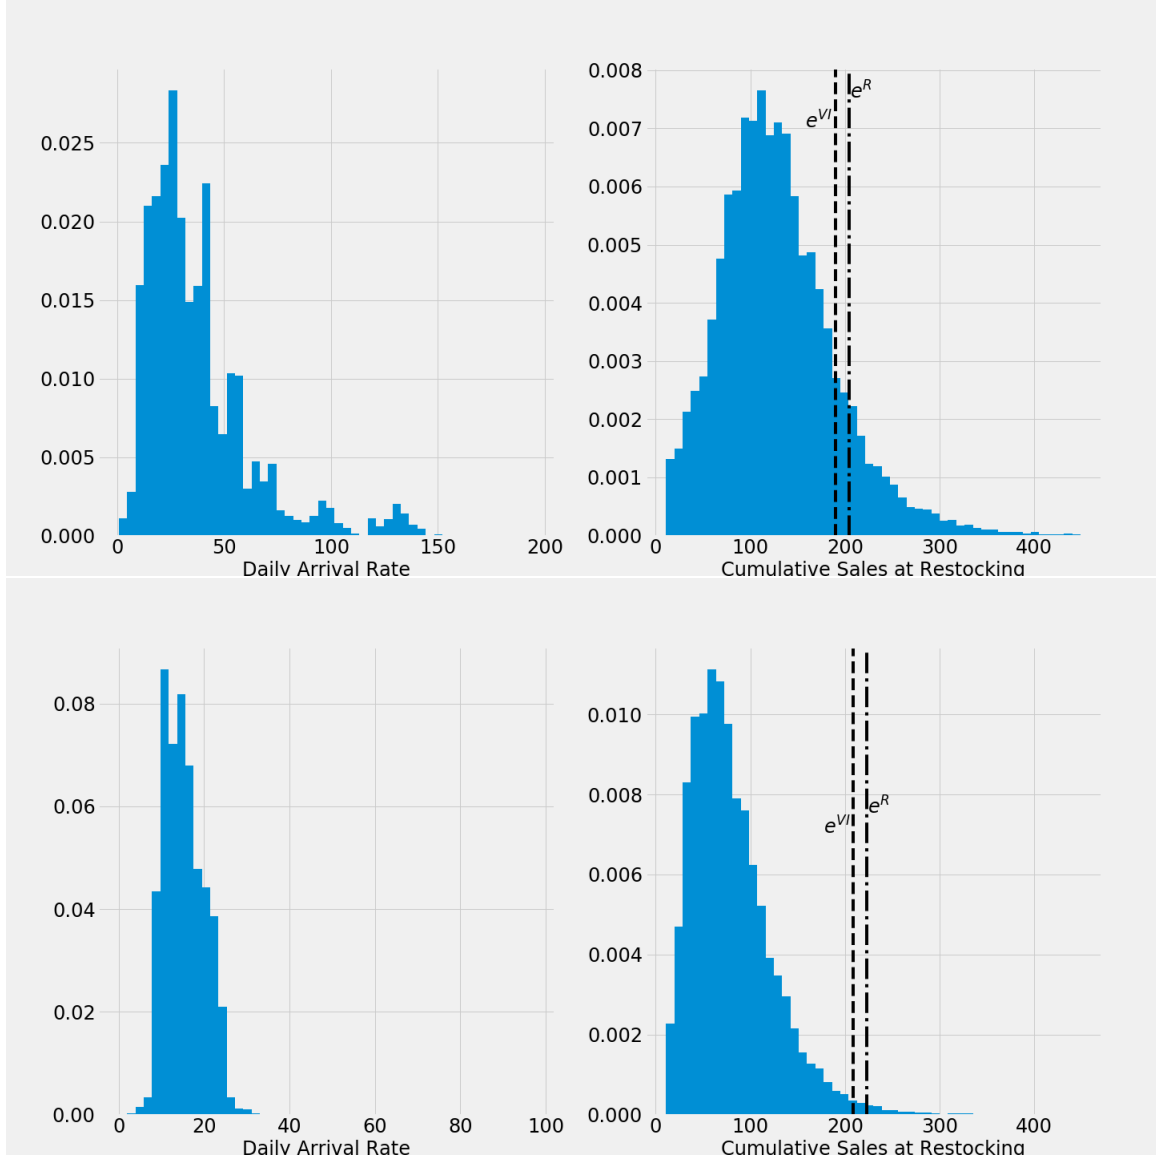 0.008
0.007
0.006
0.005
0.004
0.003
0.002
0.001
0.000
0.025
0.020
0.015
0.010
0.005
0.000
e^{VI}
e^{R}
0 50 100 150 200
0 100 200 300 400
Daily Arrival Rate
Cumulative Sales at Restocking
0.08
0.06
0.04
0.02
0.00
0.010
0.008
0.006
0.004
0.002
0.000
e^{VI}
e^{R}
0 20 40 60 80 100
0 100 200 300 400
Daily Arrival Rate
Cumulative Sales at Restocking